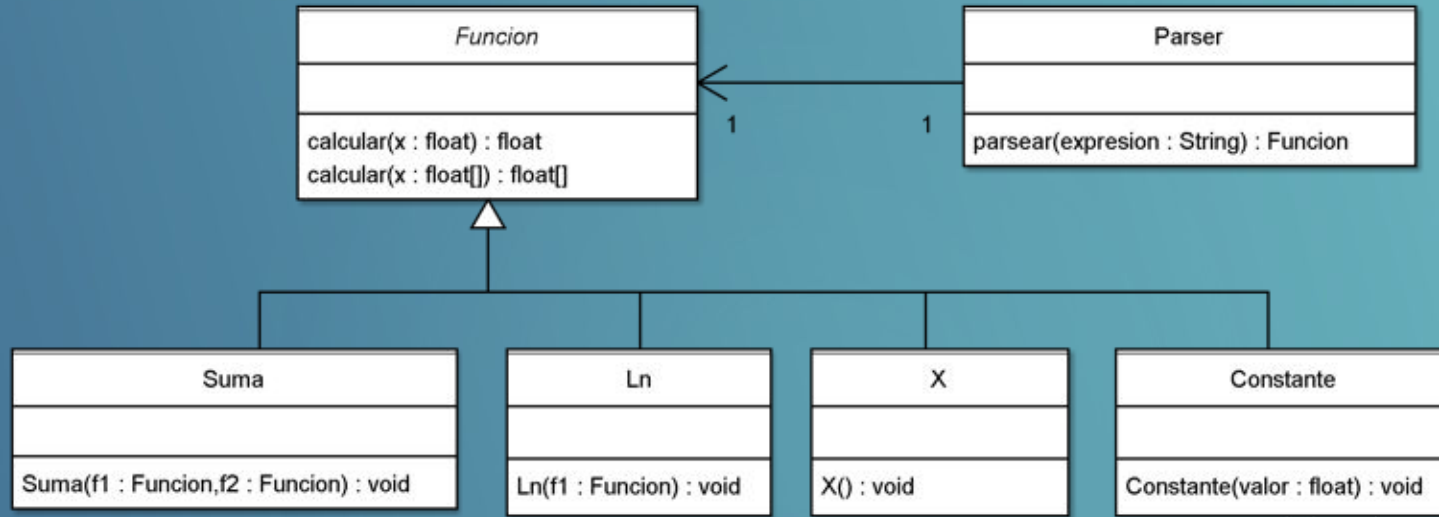 Funcion
calcular(x : float) : float
calcular(x : float[]) : float[]
1
1
Parser
parsear(expresion : String) : Funcion
Suma
Suma(f1 : Funcion,f2 : Funcion) : void
Ln
Ln(f1 : Funcion) : void
X
X() : void
Constante
Constante(valor : float) : void